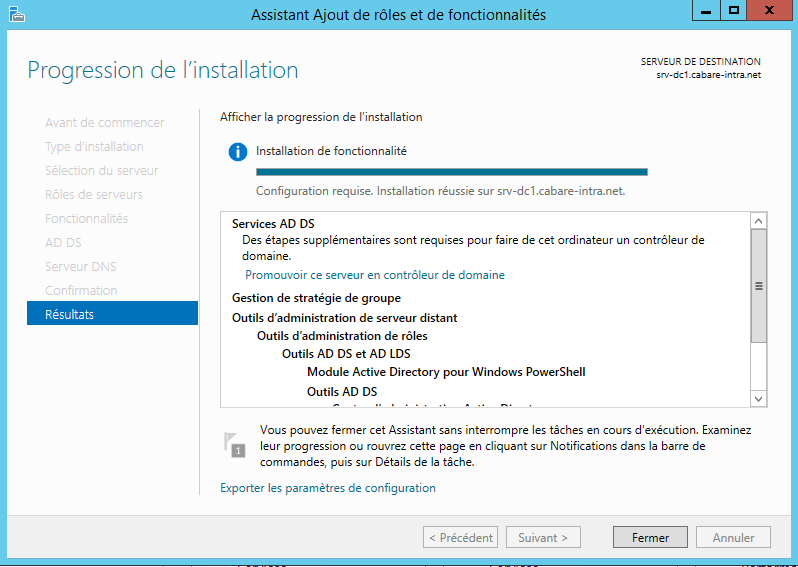 Assistant Ajout de rôles et de fonctionnalités
Progression de l'installation
SERVEUR DE DESTINATION
srv-dc1.cabare-intra.net
Avant de commencer
Type d'installation
Sélection du serveur
Rôles de serveurs
Fonctionnalités
AD DS
Serveur DNS
Confirmation
Résultats
Afficher la progression de l'installation
Installation de fonctionnalité
Configuration requise. Installation réussie sur srv-dc1.cabare-intra.net.
Services AD DS
Des étapes supplémentaires sont requises pour faire de cet ordinateur un contrôleur de
domaine.
Promouvoir ce serveur en contrôleur de domaine
Gestion de stratégie de groupe
Outils d'administration de serveur distant
Outils d'administration de rôles
Outils AD DS et AD LDS
Module Active Directory pour Windows PowerShell
Outils AD DS
1
Vous pouvez fermer cet Assistant sans interrompre les tâches en cours d'exécution. Examinez
leur progression ou rouvrez cette page en cliquant sur Notifications dans la barre de
commandes, puis sur Détails de la tâche.
Exporter les paramètres de configuration
< Précédent
Suivant >
Fermer
Annuler